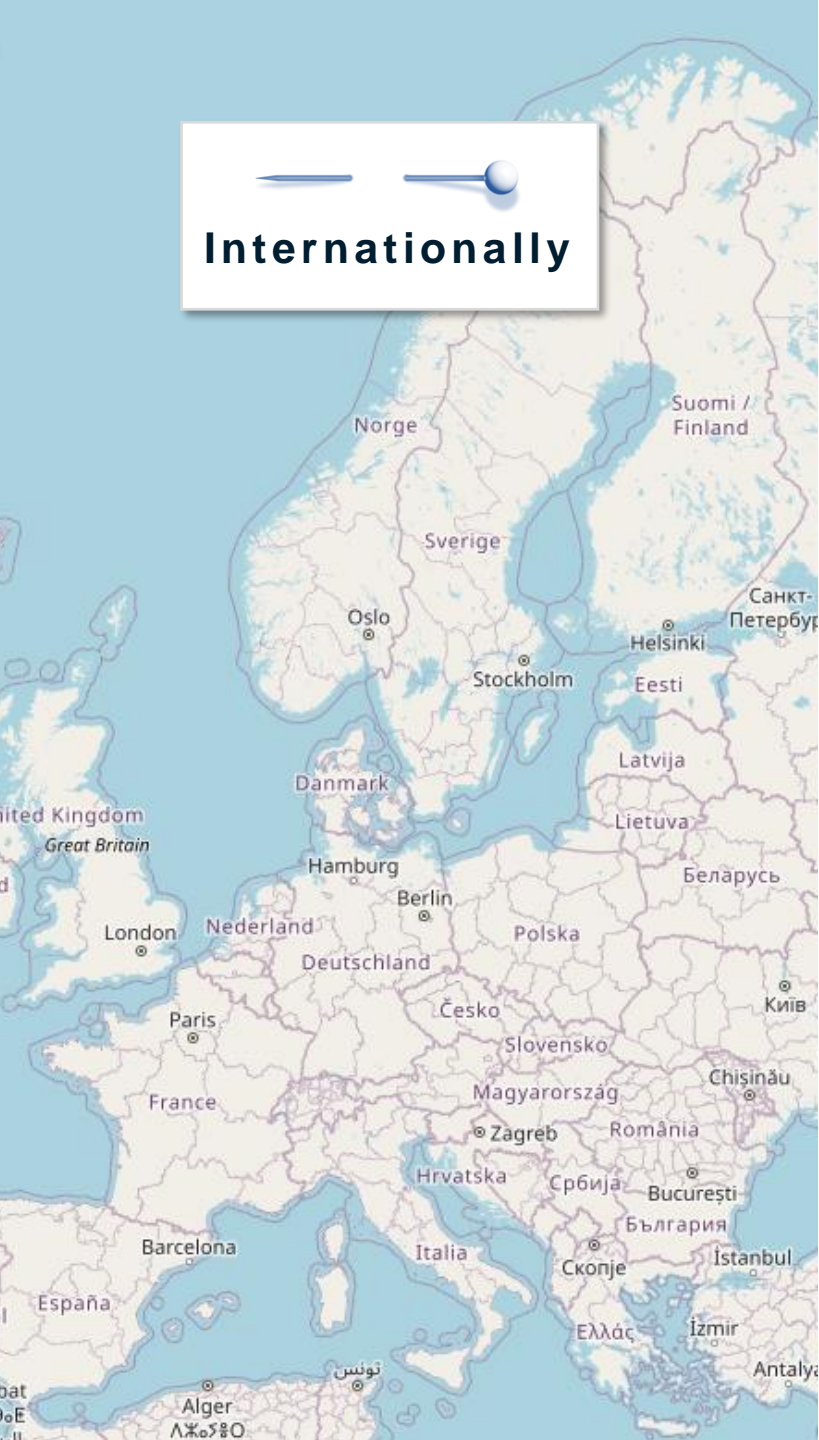 Internationally
Norge
Suomi /
Finland
Sverige
Санкт-
Oslo
Helsinki
Stockholm
Eesti
Latvija
Danmark
Lietuva
Kingdom
Great Britain
Hamburg
Беларусь
Berlin
London
Nederland
Polska
Deutschland
Česko
Київ
Paris
Slovensko
Chișinău
France
Magyarország
Zagreb
România
Hrvatska
Србија
București
България
Barcelona
Italia
Скопје
İstanbul
España
Ελλάς
İzmir
تونس
Alger